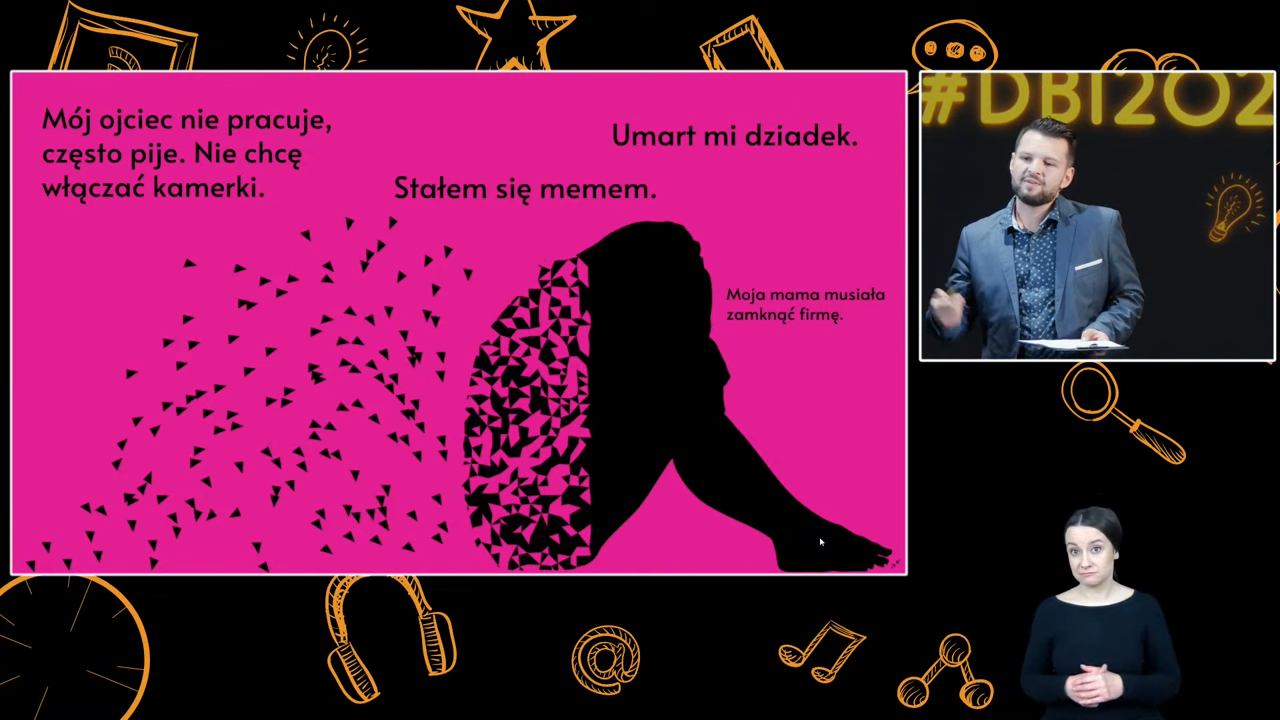 Mój ojciec nie pracuje,
często pije. Nie chcę
włączać kamerki.
Umarł mi dziadek.
Stałem się memem.
Moja mama musiała
zamknąć firmę.
#DBI202